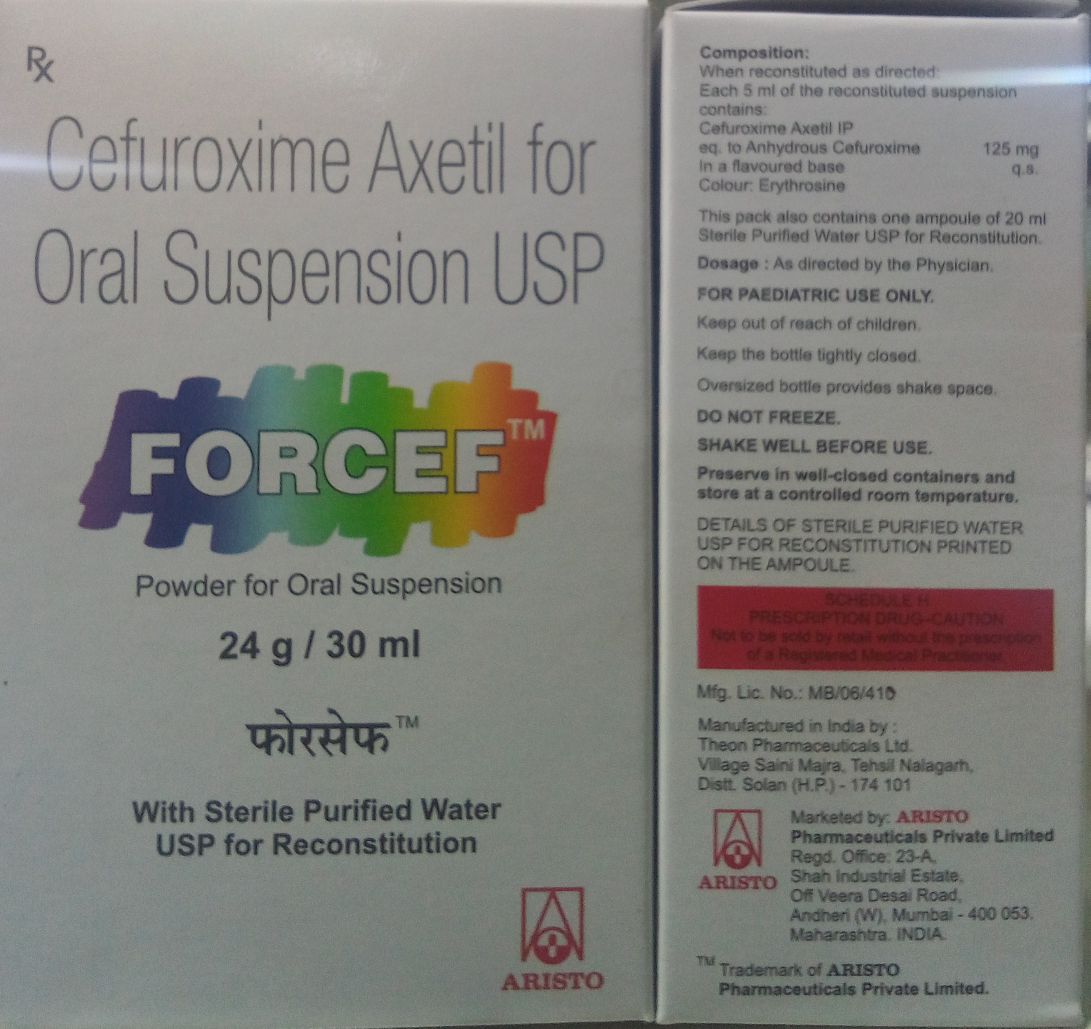 Rx
Cefuroxime Axetil for
Oral Suspension USP
FORCEF™
Powder for Oral Suspension
24 g / 30 ml
फोरसेफ™
With Sterile Purified Water
USP for Reconstitution
ARISTO
Composition:
When reconstituted as directed:
Each 5 ml of the reconstituted suspension
contains:
Cefuroxime Axetil IP
eq. to Anhydrous Cefuroxime 125 mg
In a flavoured base q.s.
Colour: Erythrosine
This pack also contains one ampoule of 20 ml
Sterile Purified Water USP for Reconstitution.
Dosage : As directed by the Physician.
FOR PAEDIATRIC USE ONLY.
Keep out of reach of children.
Keep the bottle tightly closed.
Oversized bottle provides shake space.
DO NOT FREEZE.
SHAKE WELL BEFORE USE.
Preserve in well-closed containers and
store at a controlled room temperature.
DETAILS OF STERILE PURIFIED WATER
USP FOR RECONSTITUTION PRINTED
ON THE AMPOULE.
SCHEDULE H
PRESCRIPTION DRUG-CAUTION
Not to be sold by retail without the prescription
of a Registered Medical Practitioner.
Mfg. Lic. No.: MB/06/410
Manufactured in India by :
Theon Pharmaceuticals Ltd.
Village Saini Majra, Tehsil Nalagarh,
Distt. Solan (H.P.) - 174 101
ARISTO
Marketed by: ARISTO
Pharmaceuticals Private Limited
Regd. Office: 23-A,
Shah Industrial Estate,
Off Veera Desai Road,
Andheri (W), Mumbai - 400 053.
Maharashtra. INDIA.
™ Trademark of ARISTO
Pharmaceuticals Private Limited.